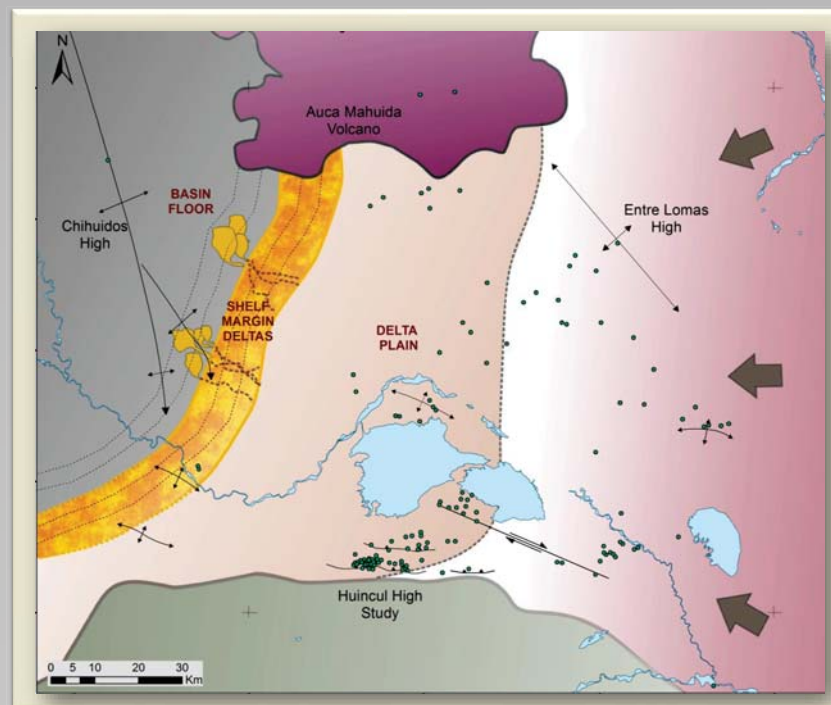 N
Auca Mahuida
Volcano
BASIN
FLOOR
Chihuidos
High
Entre Lomas
High
SHELF-
MARGIN
DELTAS
DELTA
PLAIN
Huincul High
Study
0 5 10 20 30
Km